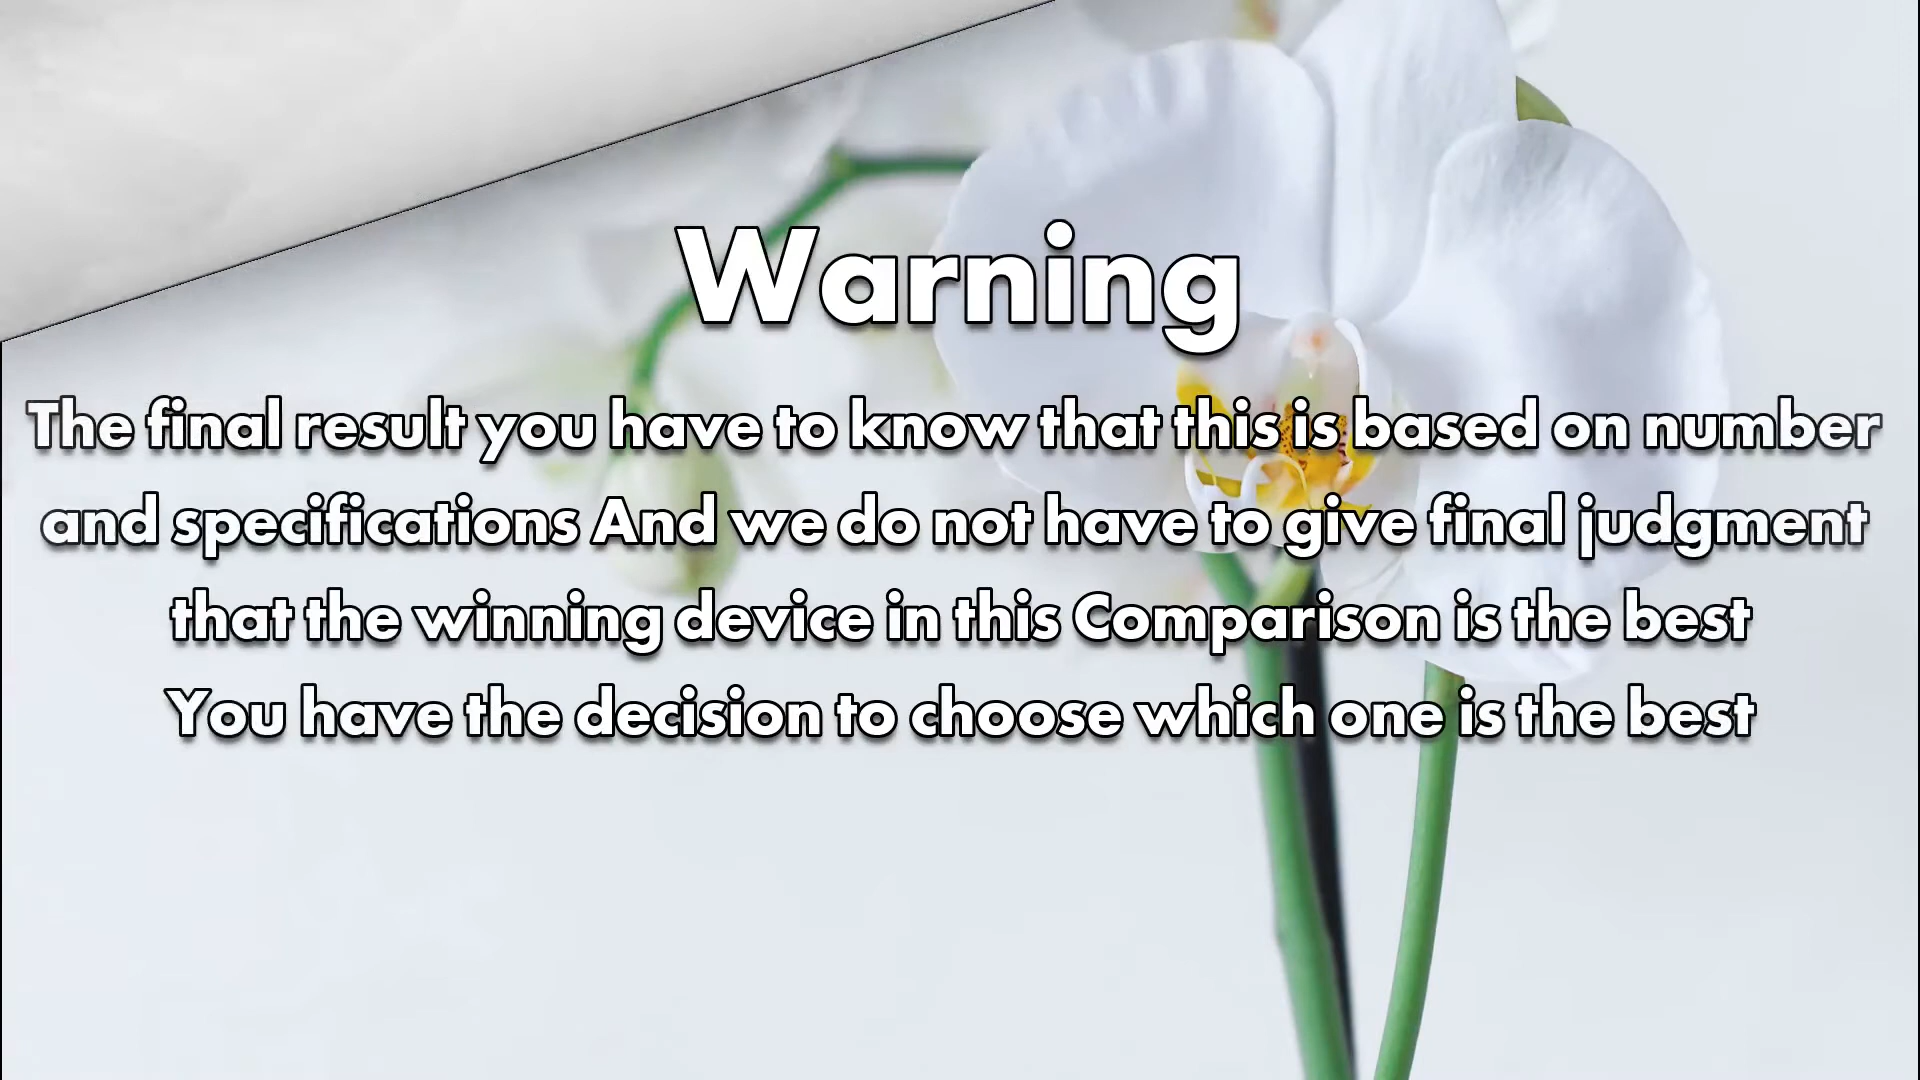 Warning
The final result you have to know that this is based on number
and specifications And we do not have to give final judgment
that the winning device in this Comparison is the best
You have the decision to choose which one is the best